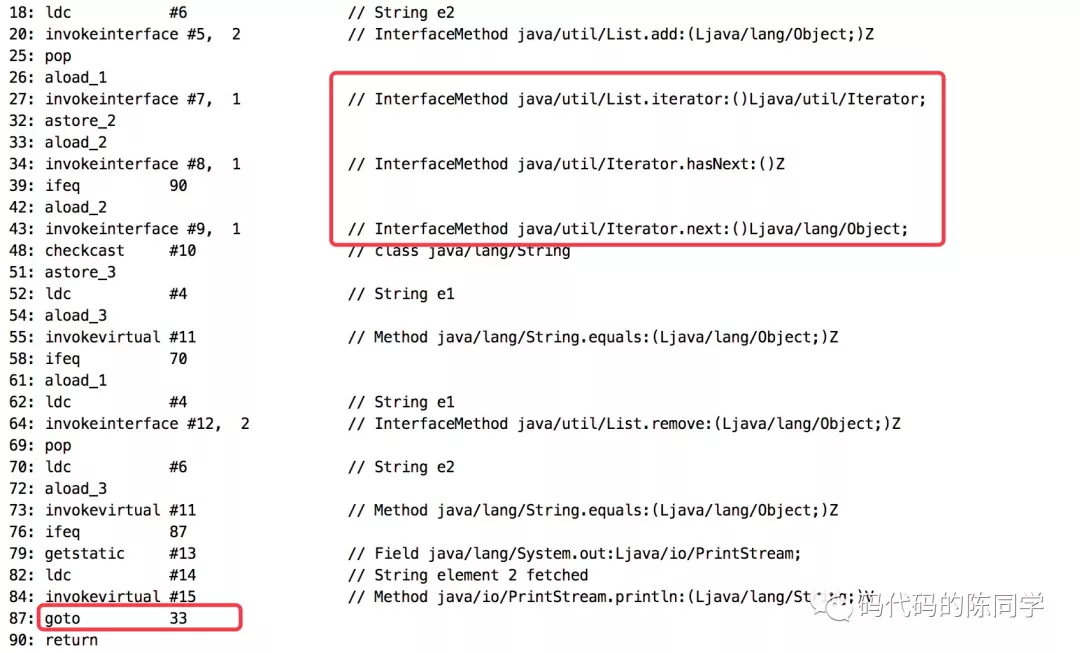 18: ldc           #6                  // String e2
20: invokeinterface #5,  2            // InterfaceMethod java/util/List.add:(Ljava/lang/Object;)Z
25: pop
26: aload_1
27: invokeinterface #7,  1            // InterfaceMethod java/util/List.iterator:()Ljava/util/Iterator;
32: astore_2
33: aload_2
34: invokeinterface #8,  1            // InterfaceMethod java/util/Iterator.hasNext:()Z
39: ifeq          90
42: aload_2
43: invokeinterface #9,  1            // InterfaceMethod java/util/Iterator.next:()Ljava/lang/Object;
48: checkcast     #10                 // class java/lang/String
51: astore_3
52: ldc           #4                  // String e1
54: aload_3
55: invokevirtual #11                 // Method java/lang/String.equals:(Ljava/lang/Object;)Z
58: ifeq          70
61: aload_1
62: ldc           #4                  // String e1
64: invokeinterface #12,  2           // InterfaceMethod java/util/List.remove:(Ljava/lang/Object;)Z
69: pop
70: ldc           #6                  // String e2
72: aload_3
73: invokevirtual #11                 // Method java/lang/String.equals:(Ljava/lang/Object;)Z
76: ifeq          87
79: getstatic     #13                 // Field java/lang/System.out:Ljava/io/PrintStream;
82: ldc           #14                 // String element 2 fetched
84: invokevirtual #15                 // Method java/io/PrintStream.println:(Ljava/lang/String;)V
87: goto          33
90: return
码代码的陈同学